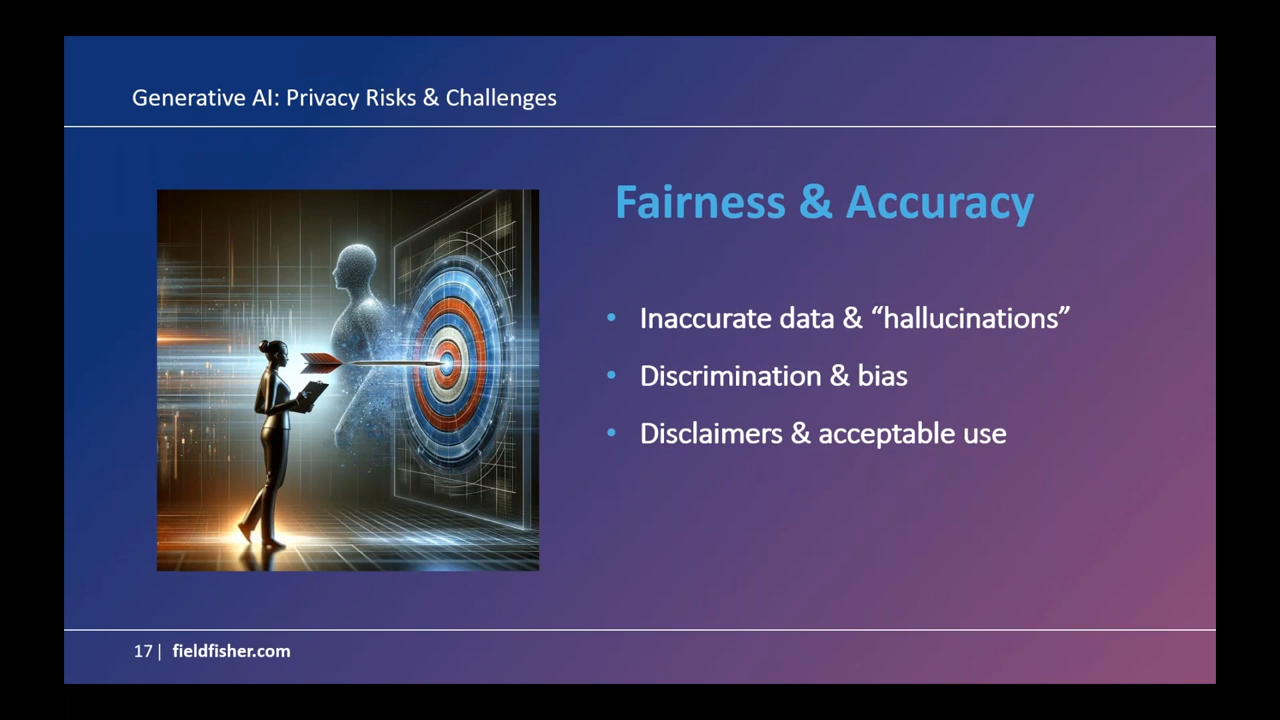 Generative AI: Privacy Risks & Challenges
Fairness & Accuracy
• Inaccurate data & “hallucinations”
• Discrimination & bias
• Disclaimers & acceptable use
17 | fieldfisher.com